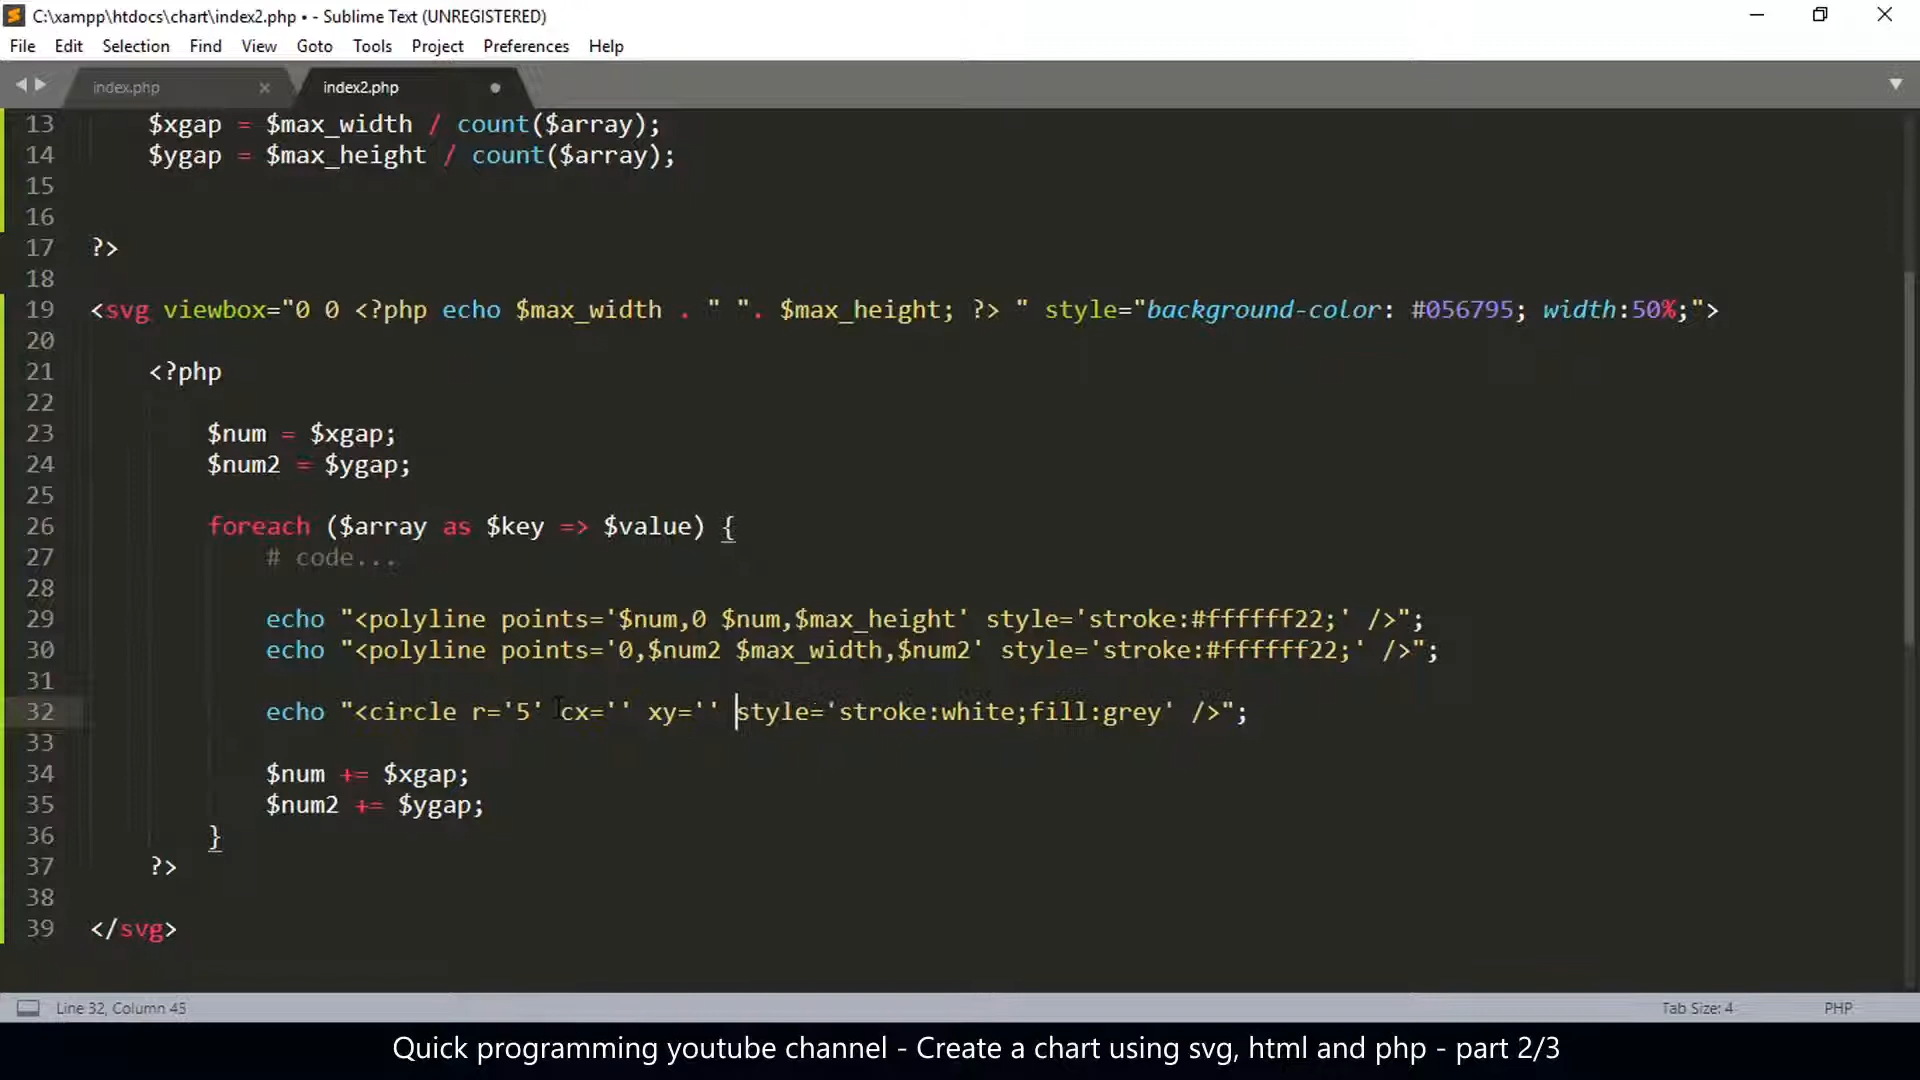 C:\xampp\htdocs\chart\index2.php • - Sublime Text (UNREGISTERED)
File Edit Selection Find View Goto Tools Project Preferences Help
index.php index2.php
13 $xgap = $max_width / count($array);
14 $ygap = $max_height / count($array);
15
16
17 ?>
18
19 <svg viewbox="0 0 <?php echo $max_width . " ". $max_height; ?> " style="background-color: #056795; width:50%;">
20
21 <?php
22
23 $num = $xgap;
24 $num2 = $ygap;
25
26 foreach ($array as $key => $value) {
27 # code...
28
29 echo "<polyline points='$num,0 $num,$max_height' style='stroke:#ffffff22;' />";
30 echo "<polyline points='0,$num2 $max_width,$num2' style='stroke:#ffffff22;' />";
31
32 echo "<circle r='5' cx='' xy='' style='stroke:white;fill:grey' />";
33
34 $num += $xgap;
35 $num2 += $ygap;
36 }
37 ?>
38
39 </svg>
Line 32, Column 45 Tab Size: 4 PHP
Quick programming youtube channel - Create a chart using svg, html and php - part 2/3